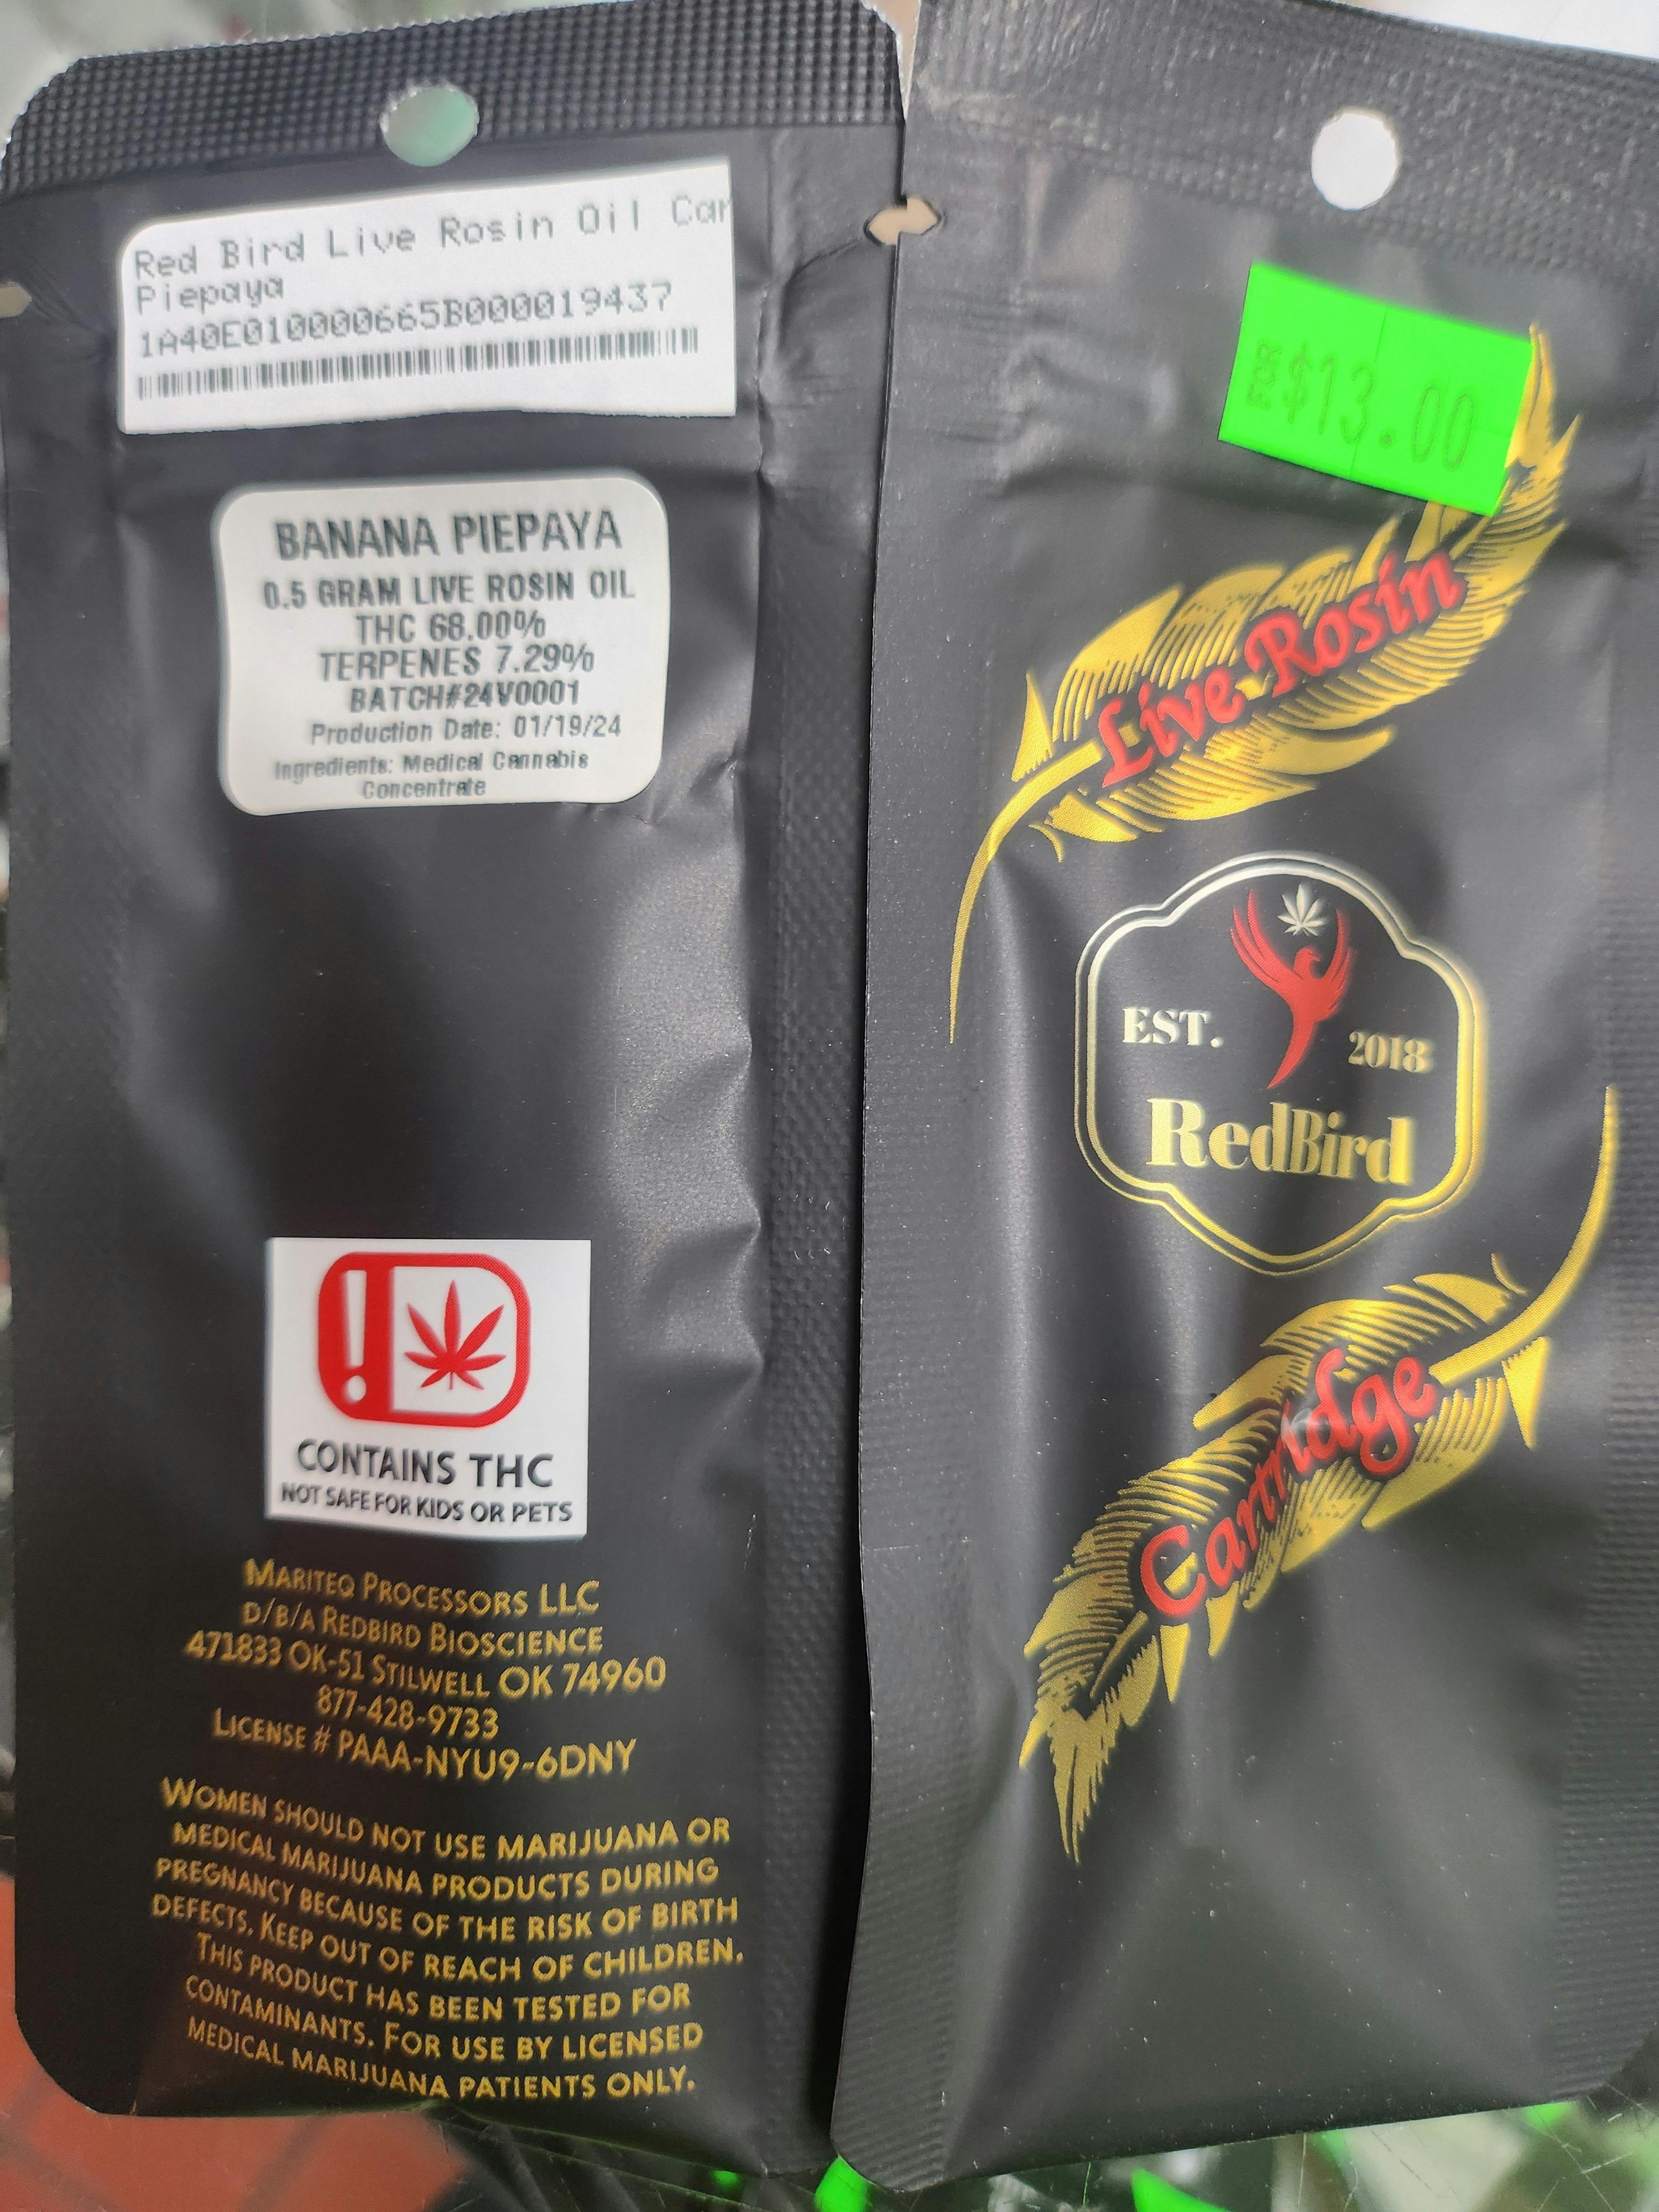 Red Bird Live Rosin Oil Car
Piepaya
1A40E010000665B000019437
BANANA PIEPAYA
0.5 GRAM LIVE ROSIN OIL
THC 68.00%
TERPENES 7.29%
BATCH#24V0001
Production Date: 01/19/24
Ingredients: Medical Cannabis
Concentrate
CONTAINS THC
NOT SAFE FOR KIDS OR PETS
MARITEQ PROCESSORS LLC
D/B/A REDBIRD BIOSCIENCE
471833 OK-51 STILWELL OK 74960
877-428-9733
LICENSE # PAAA-NYU9-6DNY
WOMEN SHOULD NOT USE MARIJUANA OR
MEDICAL MARIJUANA PRODUCTS DURING
PREGNANCY BECAUSE OF THE RISK OF BIRTH
DEFECTS. KEEP OUT OF REACH OF CHILDREN.
THIS PRODUCT HAS BEEN TESTED FOR
CONTAMINANTS. FOR USE BY LICENSED
MEDICAL MARIJUANA PATIENTS ONLY.
FOR $13.00
Live Rosin
EST. 2018
RedBird
Cartridge